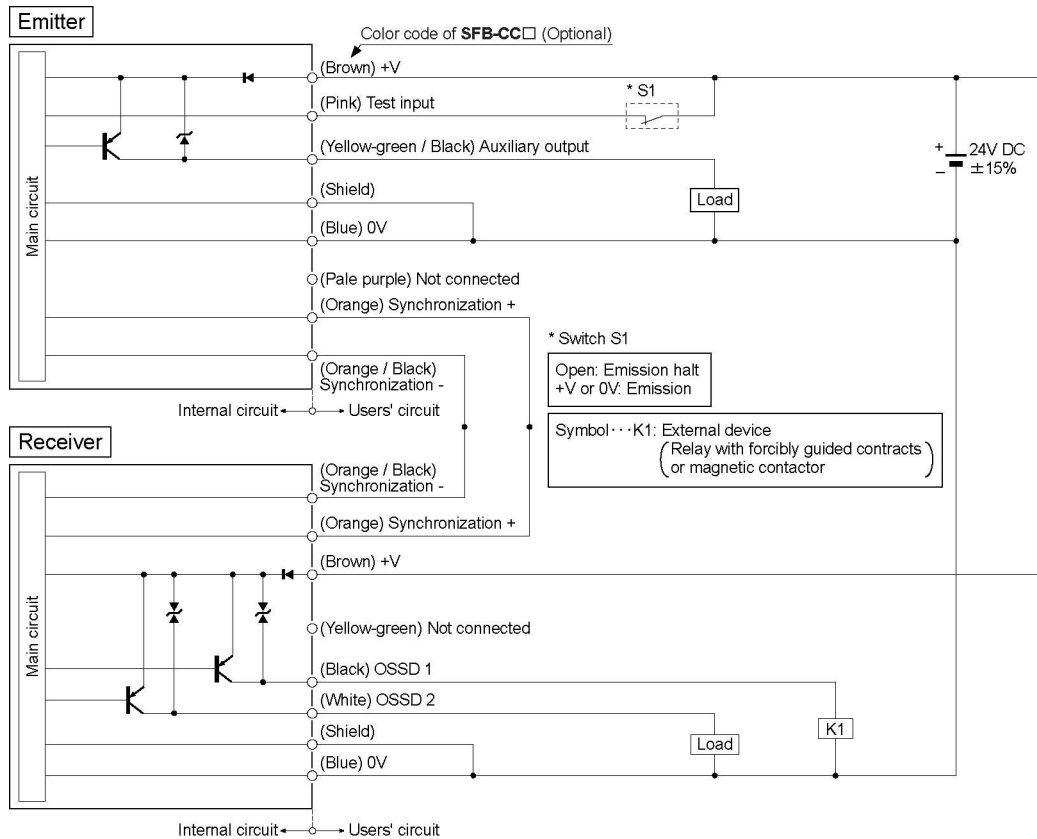 Emitter
Color code of SFB-CC□ (Optional)
Main circuit
(Brown) +V
(Pink) Test input
* S1
(Yellow-green / Black) Auxiliary output
+
−
24V DC
±15%
(Shield)
Load
(Blue) 0V
(Pale purple) Not connected
(Orange) Synchronization +
(Orange / Black)
Synchronization -
* Switch S1
Open: Emission halt
+V or 0V: Emission
Internal circuit
Users' circuit
Symbol···K1: External device
(Relay with forcibly guided contracts
or magnetic contactor)
Receiver
Main circuit
(Orange / Black)
Synchronization -
(Orange) Synchronization +
(Brown) +V
(Yellow-green) Not connected
(Black) OSSD 1
(White) OSSD 2
(Shield)
Load
K1
(Blue) 0V
Internal circuit
Users' circuit